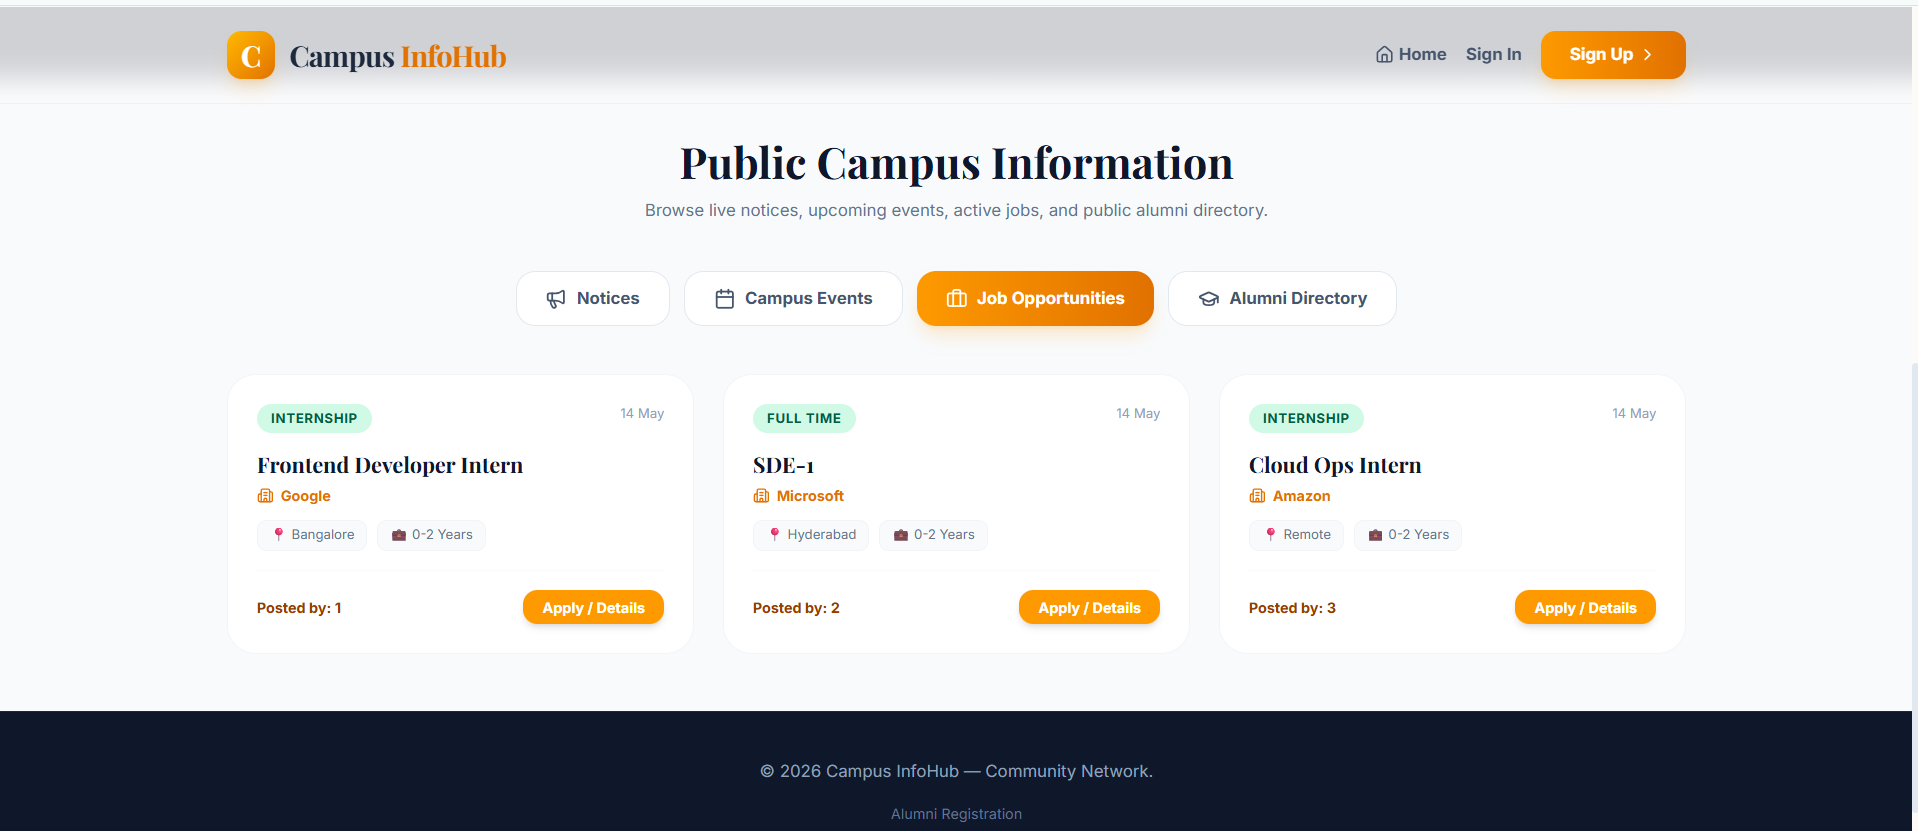 C Campus InfoHub
Home Sign In Sign Up
Public Campus Information
Browse live notices, upcoming events, active jobs, and public alumni directory.
Notices Campus Events Job Opportunities Alumni Directory
INTERNSHIP 14 May
Frontend Developer Intern
Google
Bangalore 0-2 Years
Posted by: 1 Apply / Details
FULL TIME 14 May
SDE-1
Microsoft
Hyderabad 0-2 Years
Posted by: 2 Apply / Details
INTERNSHIP 14 May
Cloud Ops Intern
Amazon
Remote 0-2 Years
Posted by: 3 Apply / Details
© 2026 Campus InfoHub — Community Network.
Alumni Registration